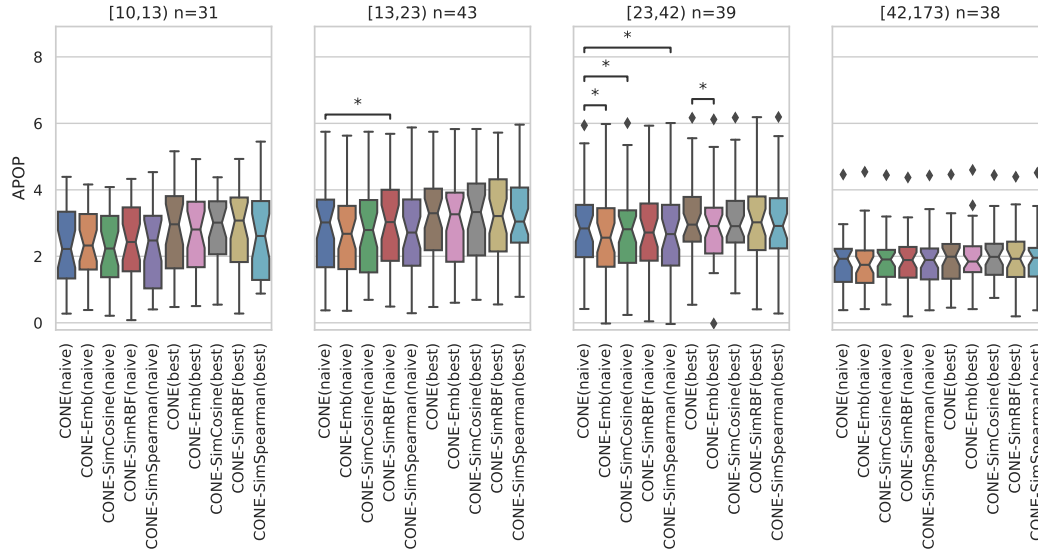 [10,13) n=31
[13,23) n=43
[23,42) n=39
[42,173) n=38
APOP
8
6
4
2
0
*
*
*
*
*
CONE(naive)
CONE-Emb(naive)
CONE-SimCosine(naive)
CONE-SimRBF(naive)
CONE-SimSpearman(naive)
CONE(best)
CONE-Emb(best)
CONE-SimCosine(best)
CONE-SimRBF(best)
CONE-SimSpearman(best)
CONE(naive)
CONE-Emb(naive)
CONE-SimCosine(naive)
CONE-SimRBF(naive)
CONE-SimSpearman(naive)
CONE(best)
CONE-Emb(best)
CONE-SimCosine(best)
CONE-SimRBF(best)
CONE-SimSpearman(best)
CONE(naive)
CONE-Emb(naive)
CONE-SimCosine(naive)
CONE-SimRBF(naive)
CONE-SimSpearman(naive)
CONE(best)
CONE-Emb(best)
CONE-SimCosine(best)
CONE-SimRBF(best)
CONE-SimSpearman(best)
CONE(naive)
CONE-Emb(naive)
CONE-SimCosine(naive)
CONE-SimRBF(naive)
CONE-SimSpearman(naive)
CONE(best)
CONE-Emb(best)
CONE-SimCosine(best)
CONE-SimRBF(best)
CONE-SimSpearman(best)